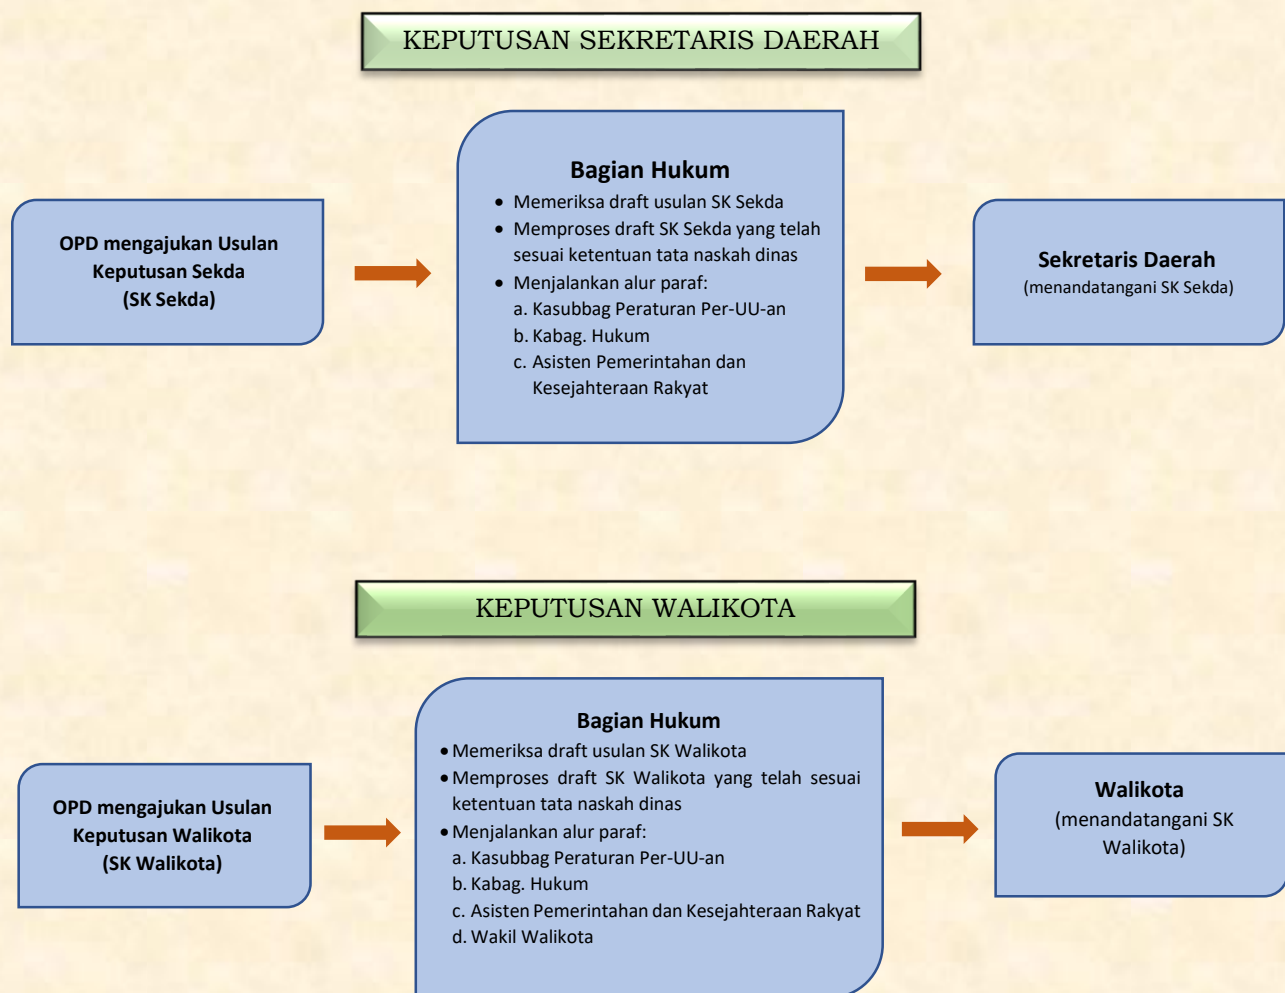 KEPUTUSAN SEKRETARIS DAERAH
OPD mengajukan Usulan
Keputusan Sekda
(SK Sekda)
Bagian Hukum
• Memeriksa draft usulan SK Sekda
• Memproses draft SK Sekda yang telah
sesuai ketentuan tata naskah dinas
• Menjalankan alur paraf:
a. Kasubbag Peraturan Per-UU-an
b. Kabag. Hukum
c. Asisten Pemerintahan dan
Kesejahteraan Rakyat
Sekretaris Daerah
(menandatangani SK Sekda)
KEPUTUSAN WALIKOTA
OPD mengajukan Usulan
Keputusan Walikota
(SK Walikota)
Bagian Hukum
• Memeriksa draft usulan SK Walikota
• Memproses draft SK Walikota yang telah sesuai
ketentuan tata naskah dinas
• Menjalankan alur paraf:
a. Kasubbag Peraturan Per-UU-an
b. Kabag. Hukum
c. Asisten Pemerintahan dan Kesejahteraan Rakyat
d. Wakil Walikota
Walikota
(menandatangani SK
Walikota)